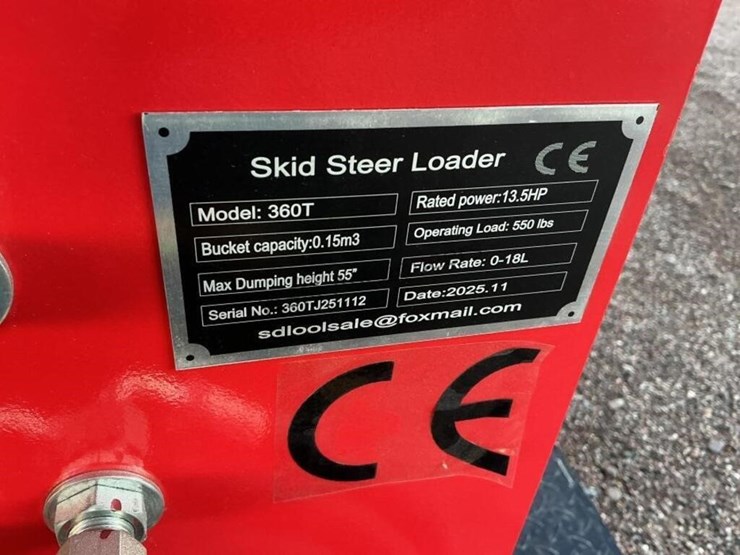 Skid Steer Loader CE
Model: 360T
Rated power:13.5HP
Bucket capacity:0.15m3
Operating Load: 550 lbs
Max Dumping height 55"
Flow Rate: 0-18L
Serial No.: 360TJ251112
Date:2025.11
sdloolsale@foxmail.com
CE